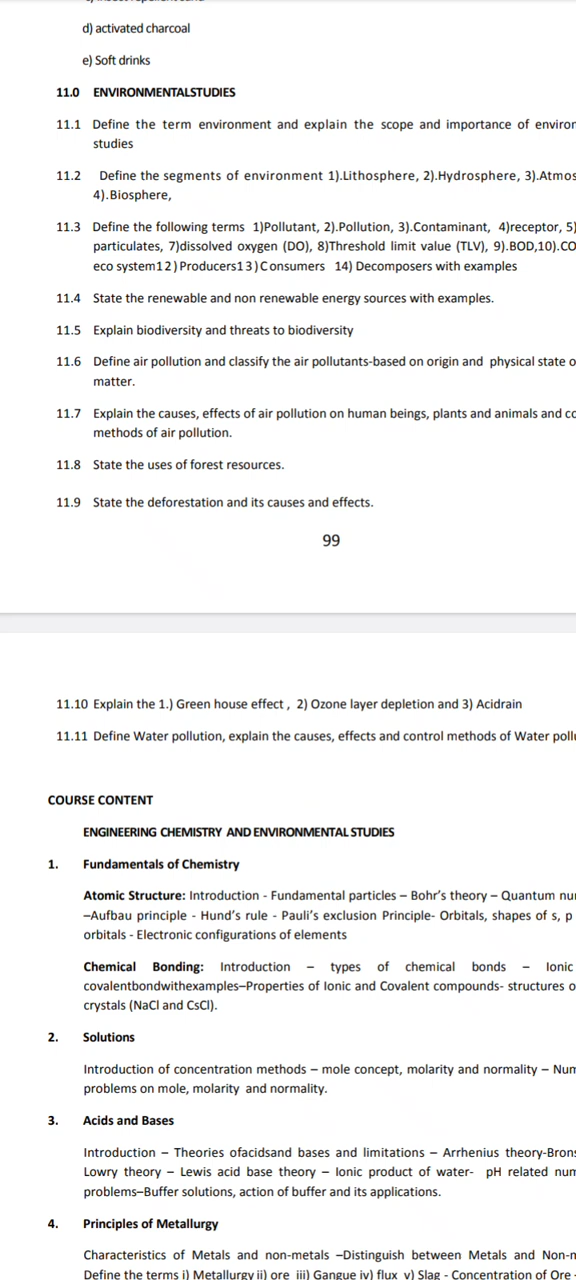 d) activated charcoal
e) Soft drinks
11.0 ENVIRONMENTALSTUDIES
11.1 Define the term environment and explain the scope and importance of
studies
11.2 Define the segments of environment 1).Lithosphere, 2).Hydrosphere,
4).Biosphere,
11.3 Define the following terms 1)Pollutant, 2).Pollution, 3).Contaminant, 4)receptor, 5)
particulates, 7)dissolved oxygen (DO), 8)Threshold limit value (TLV), 9).BOD,10).
eco system12)Producers13)Consumers 14) Decomposers with examples
11.4 State the renewable and non renewable energy sources with examples.
11.5 Explain biodiversity and threats to biodiversity
11.6 Define air pollution and classify the air pollutants-based on origin and physical state
matter.
11.7 Explain the causes, effects of air pollution on human beings, plants and animals and
methods of air pollution.
11.8 State the uses of forest resources.
11.9 State the deforestation and its causes and effects.
99
11.10 Explain the 1.) Green house effect , 2) Ozone layer depletion and 3) Acidrain
11.11 Define Water pollution, explain the causes, effects and control methods of Water
COURSE CONTENT
ENGINEERING CHEMISTRY AND ENVIRONMENTAL STUDIES
1. Fundamentals of Chemistry
Atomic Structure: Introduction - Fundamental particles – Bohr's theory – Quantum
–Aufbau principle - Hund's rule - Pauli's exclusion Principle- Orbitals, shapes of s, p
orbitals - Electronic configurations of elements
Chemical Bonding: Introduction – types of chemical bonds – Ionic
covalentbondwithexamples–Properties of Ionic and Covalent compounds- structures
crystals (NaCl and CsCl).
2. Solutions
Introduction of concentration methods – mole concept, molarity and normality –
problems on mole, molarity and normality.
3. Acids and Bases
Introduction – Theories ofacidsand bases and limitations – Arrhenius theory-
Lowry theory – Lewis acid base theory – Ionic product of water- pH related
problems–Buffer solutions, action of buffer and its applications.
4. Principles of Metallurgy
Characteristics of Metals and non-metals –Distinguish between Metals and
Define the terms i) Metallurgy ii) ore iii) Gangue iv) flux v) Slag - Concentration of Ore -